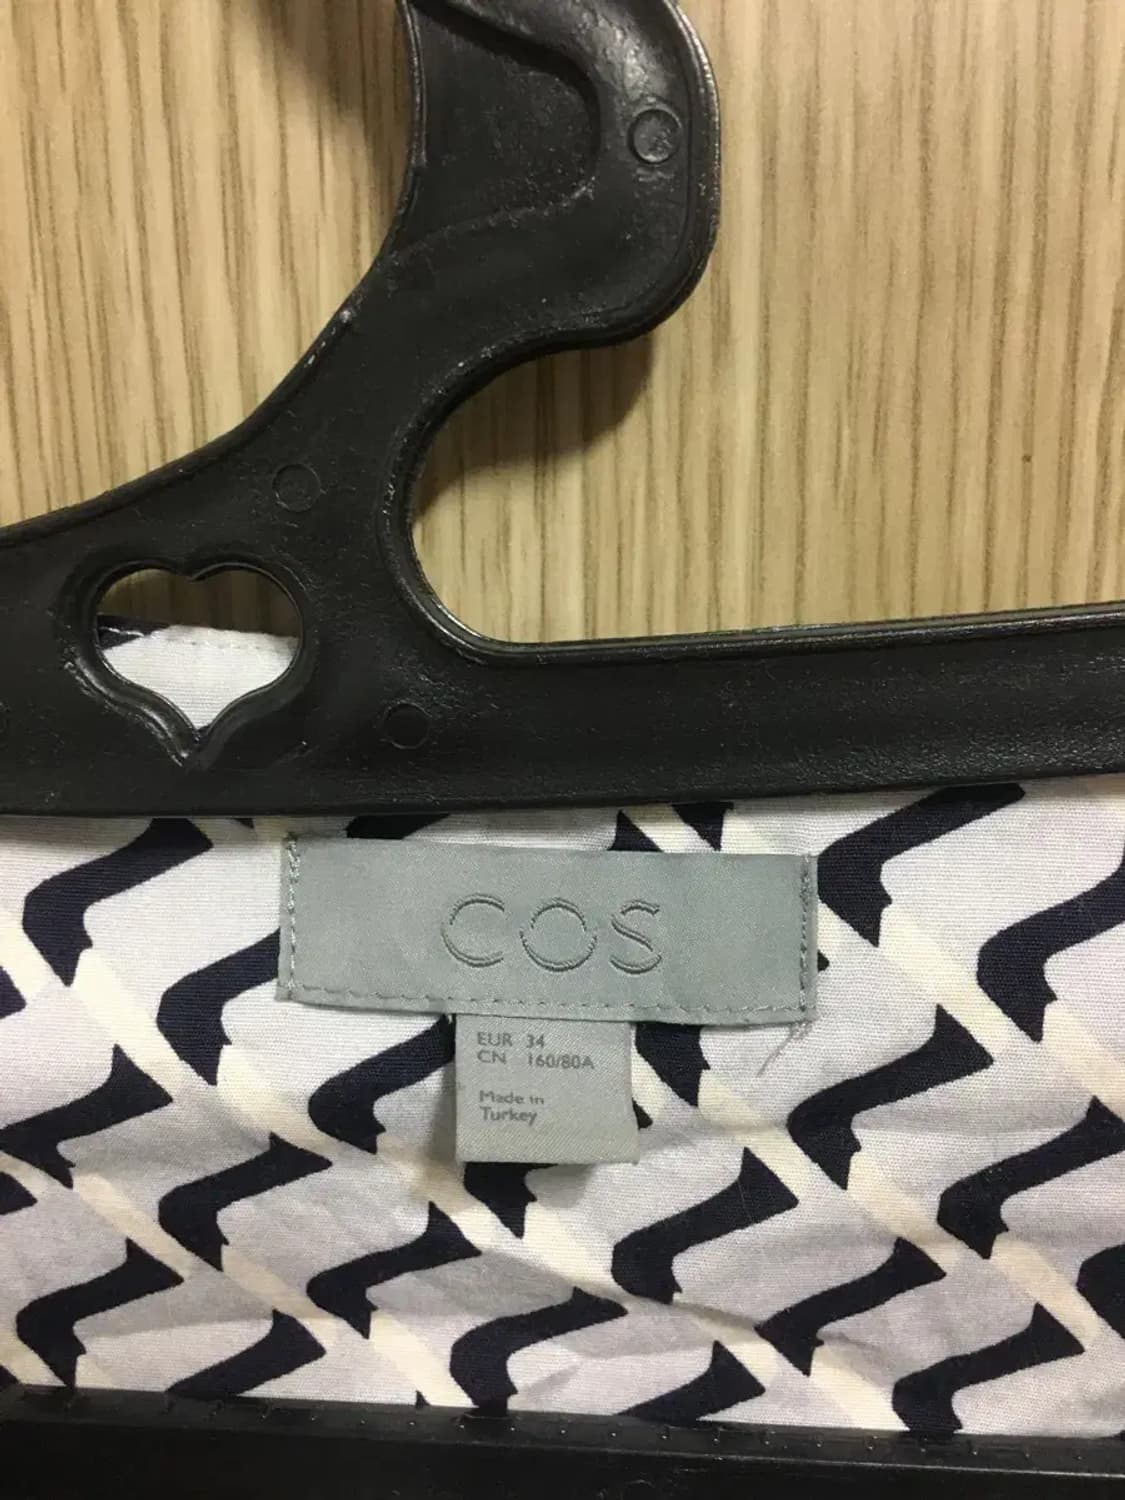 COS
EUR 34
CN 160/80A
Made in
Turkey